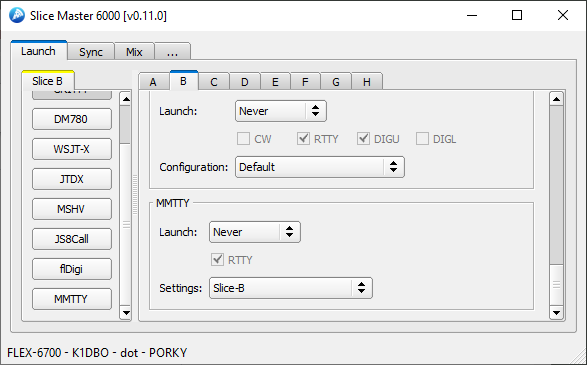 Slice Master 6000 [v0.11.0]
Launch Sync Mix ...
Slice B
A B C D E F G H
DM780
WSJT-X
JTDX
MSHV
JS8Call
flDigi
MMTTY
Launch: Never
CW RTTY DIGU DIGL
Configuration: Default
MMTTY
Launch: Never
RTTY
Settings: Slice-B
FLEX-6700 - K1DBO - dot - PORKY